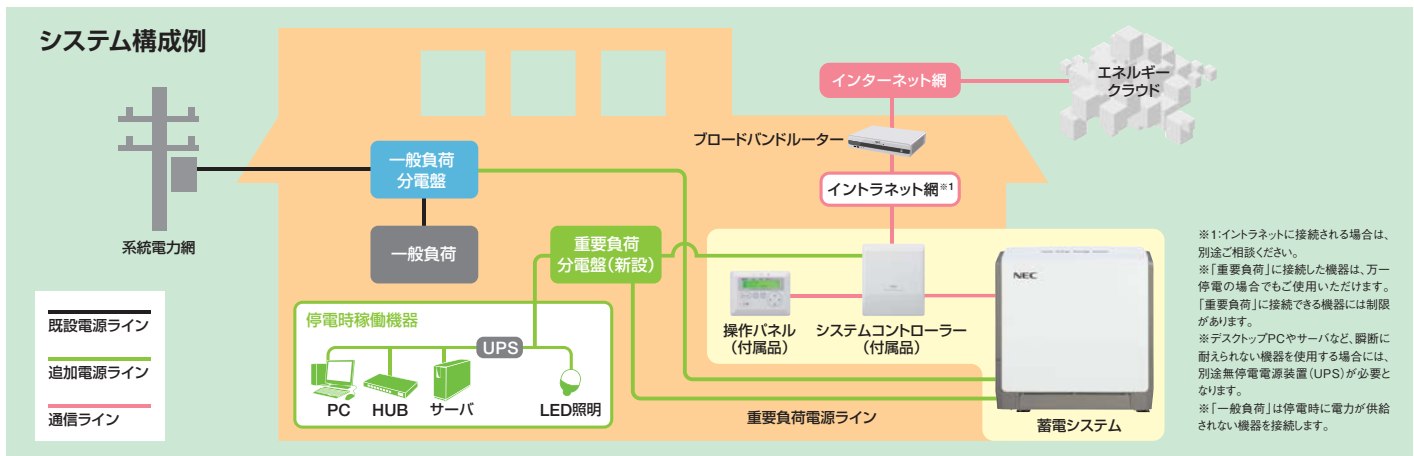 システム構成例
系統電力網
一般負荷
分電盤
一般負荷
重要負荷
分電盤(新設)
インターネット網
エネルギー
クラウド
ブロードバンドルーター
イントラネット網※1
操作パネル
(付属品)
システムコントローラー
(付属品)
NEC
蓄電システム
重要負荷電源ライン
停電時稼働機器
UPS
PC
HUB
サーバ
LED照明
既設電源ライン
追加電源ライン
通信ライン
※1:イントラネットに接続される場合は、
別途ご相談ください。
※「重要負荷」に接続した機器は、万一
停電の場合でもご使用いただけます。
「重要負荷」に接続できる機器には制限
があります。
※デスクトップPCやサーバなど、瞬断に
耐えられない機器を使用する場合には、
別途無停電電源装置(UPS)が必要と
なります。
※「一般負荷」は停電時に電力が供給
されない機器を接続します。